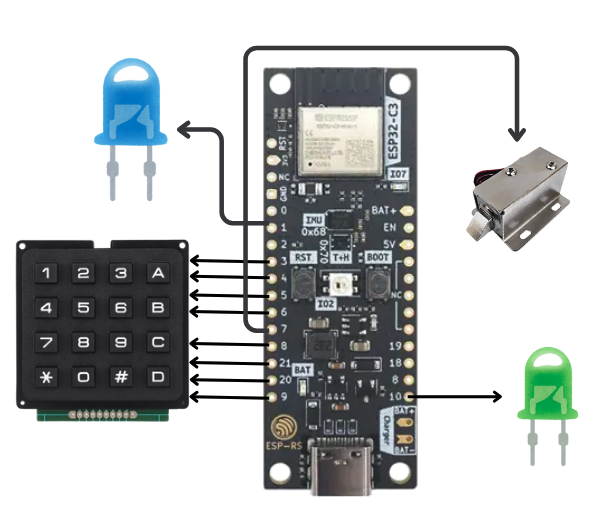 ESPRESSIF
ESP32-C3
IO7
RST
3V3
NC
GND
0
1
2
3
4
5
6
7
8
21
20
9
IMU
0x68
0x70
RST
T+H
BOOT
IO2
BAT
BAT+
EN
5V
NC
19
18
8
10
BAT+
Charger
BAT-
ESP-RS
1 2 3 A
4 5 6 B
7 8 9 C
* 0 # D